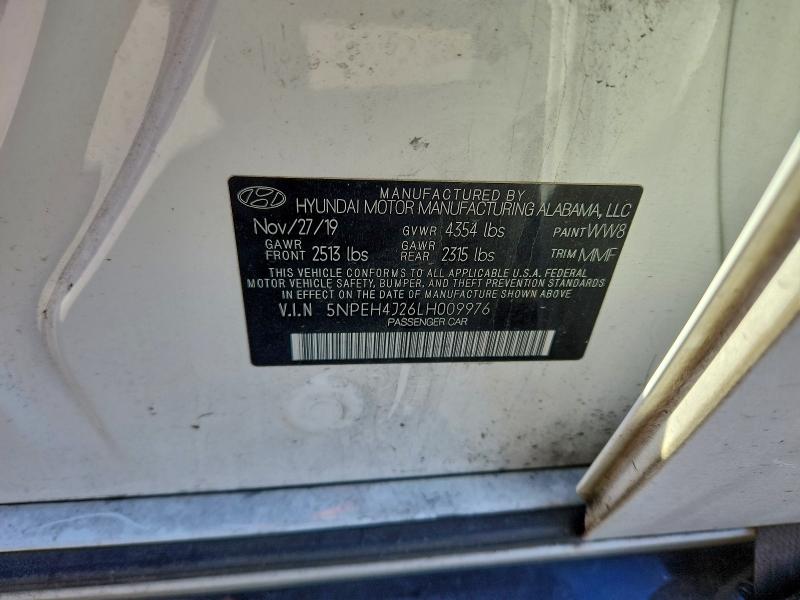 MANUFACTURED BY
HYUNDAI MOTOR MANUFACTURING ALABAMA, LLC
Nov/27/19 GVWR 4354 lbs PAINT WW8
GAWR FRONT 2513 lbs GAWR REAR 2315 lbs TRIM MMF
THIS VEHICLE CONFORMS TO ALL APPLICABLE U.S.A. FEDERAL
MOTOR VEHICLE SAFETY, BUMPER, AND THEFT PREVENTION STANDARDS
IN EFFECT ON THE DATE OF MANUFACTURE SHOWN ABOVE
V.I.N 5NPEH4J26LH009976
PASSENGER CAR